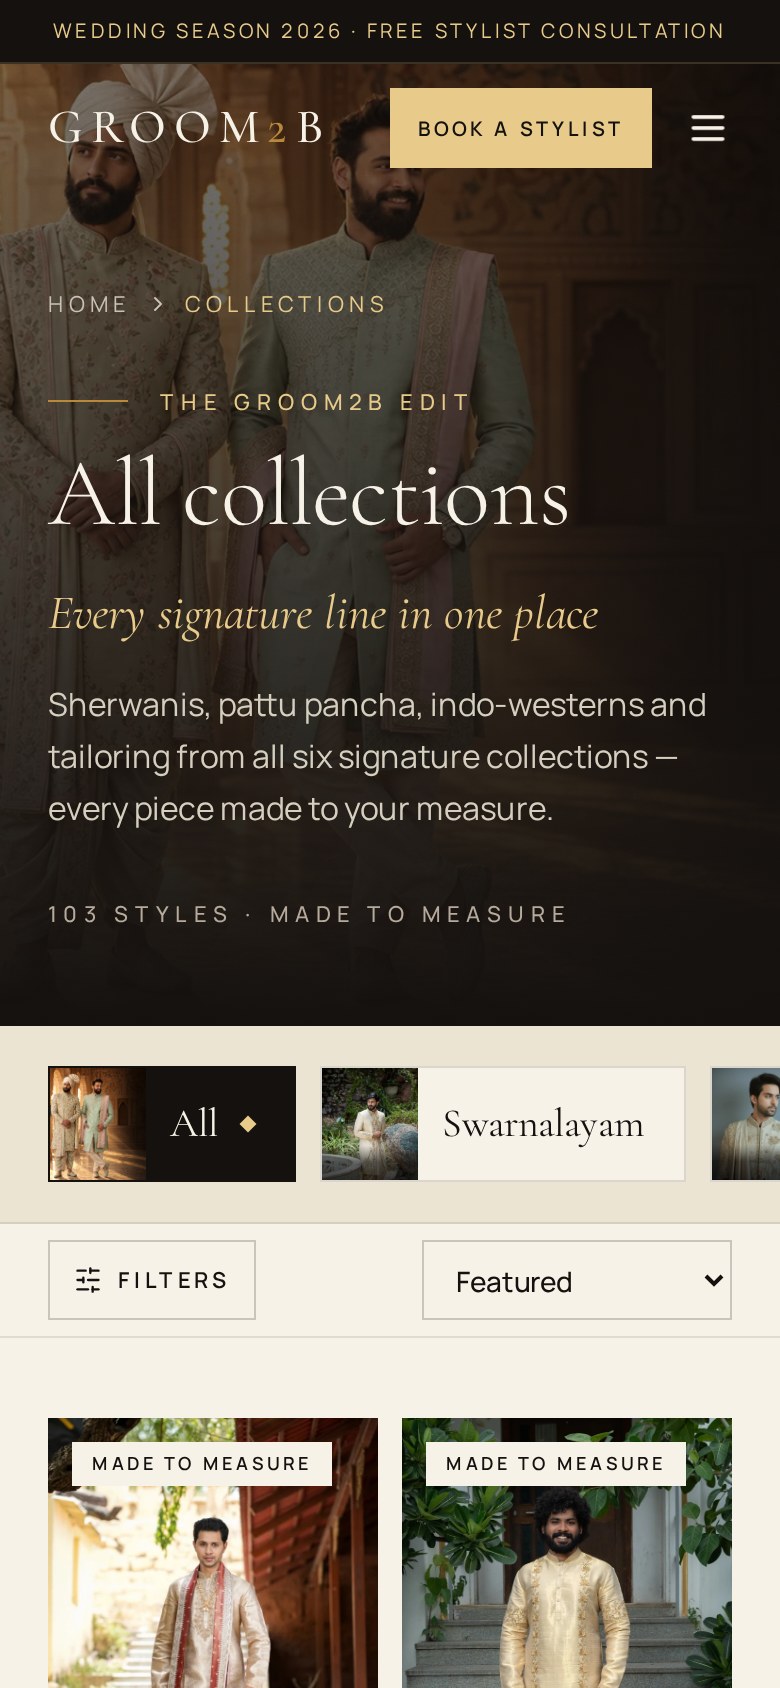 WEDDING SEASON 2026 · FREE STYLIST CONSULTATION
GROOM2B
BOOK A STYLIST
HOME > COLLECTIONS
THE GROOM2B EDIT
All collections
Every signature line in one place
Sherwanis, pattu pancha, indo-westerns and
tailoring from all six signature collections —
every piece made to your measure.
103 STYLES · MADE TO MEASURE
All
Swarnalayam
FILTERS
Featured
MADE TO MEASURE
MADE TO MEASURE